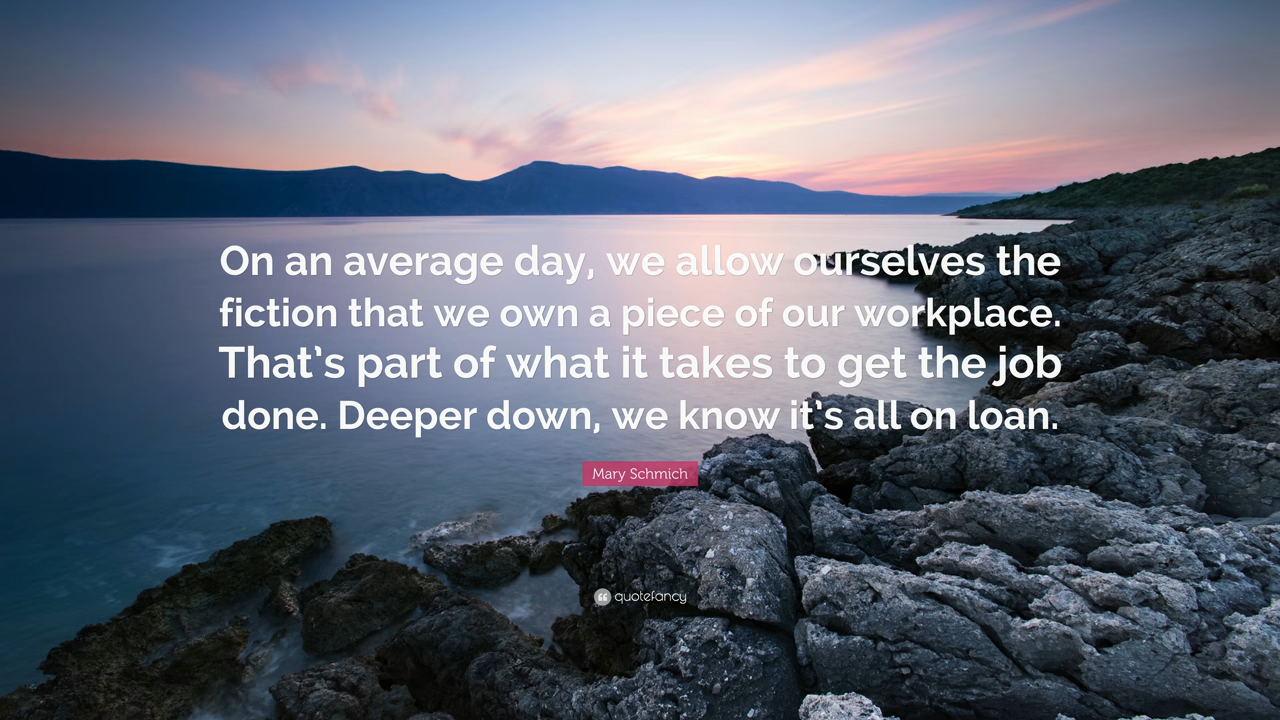 On an average day, we allow ourselves the
fiction that we own a piece of our workplace.
That’s part of what it takes to get the job
done. Deeper down, we know it’s all on loan.
Mary Schmich
quotefancy